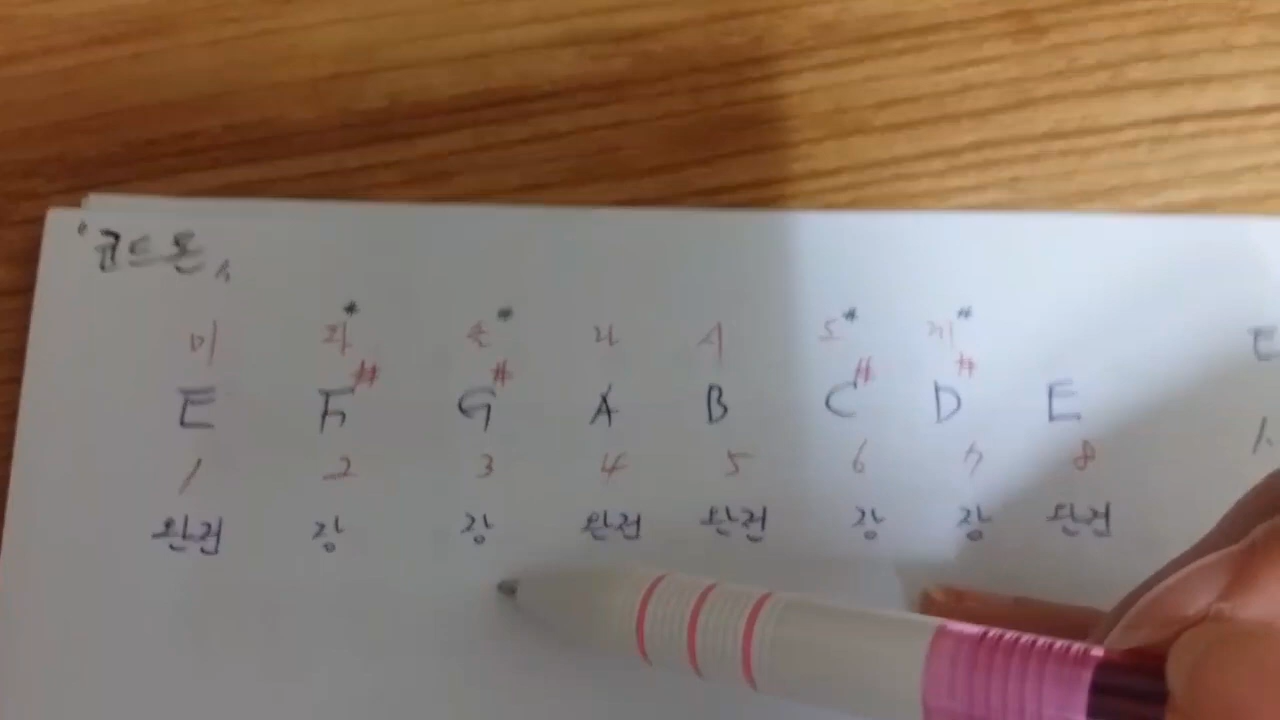 "코드론"
미 파# 솔# 라 시 도# 레#
E F# G# A B C# D# E
1 2 3 4 5 6 7 8
완전 장 장 완전 완전 장 장 완전